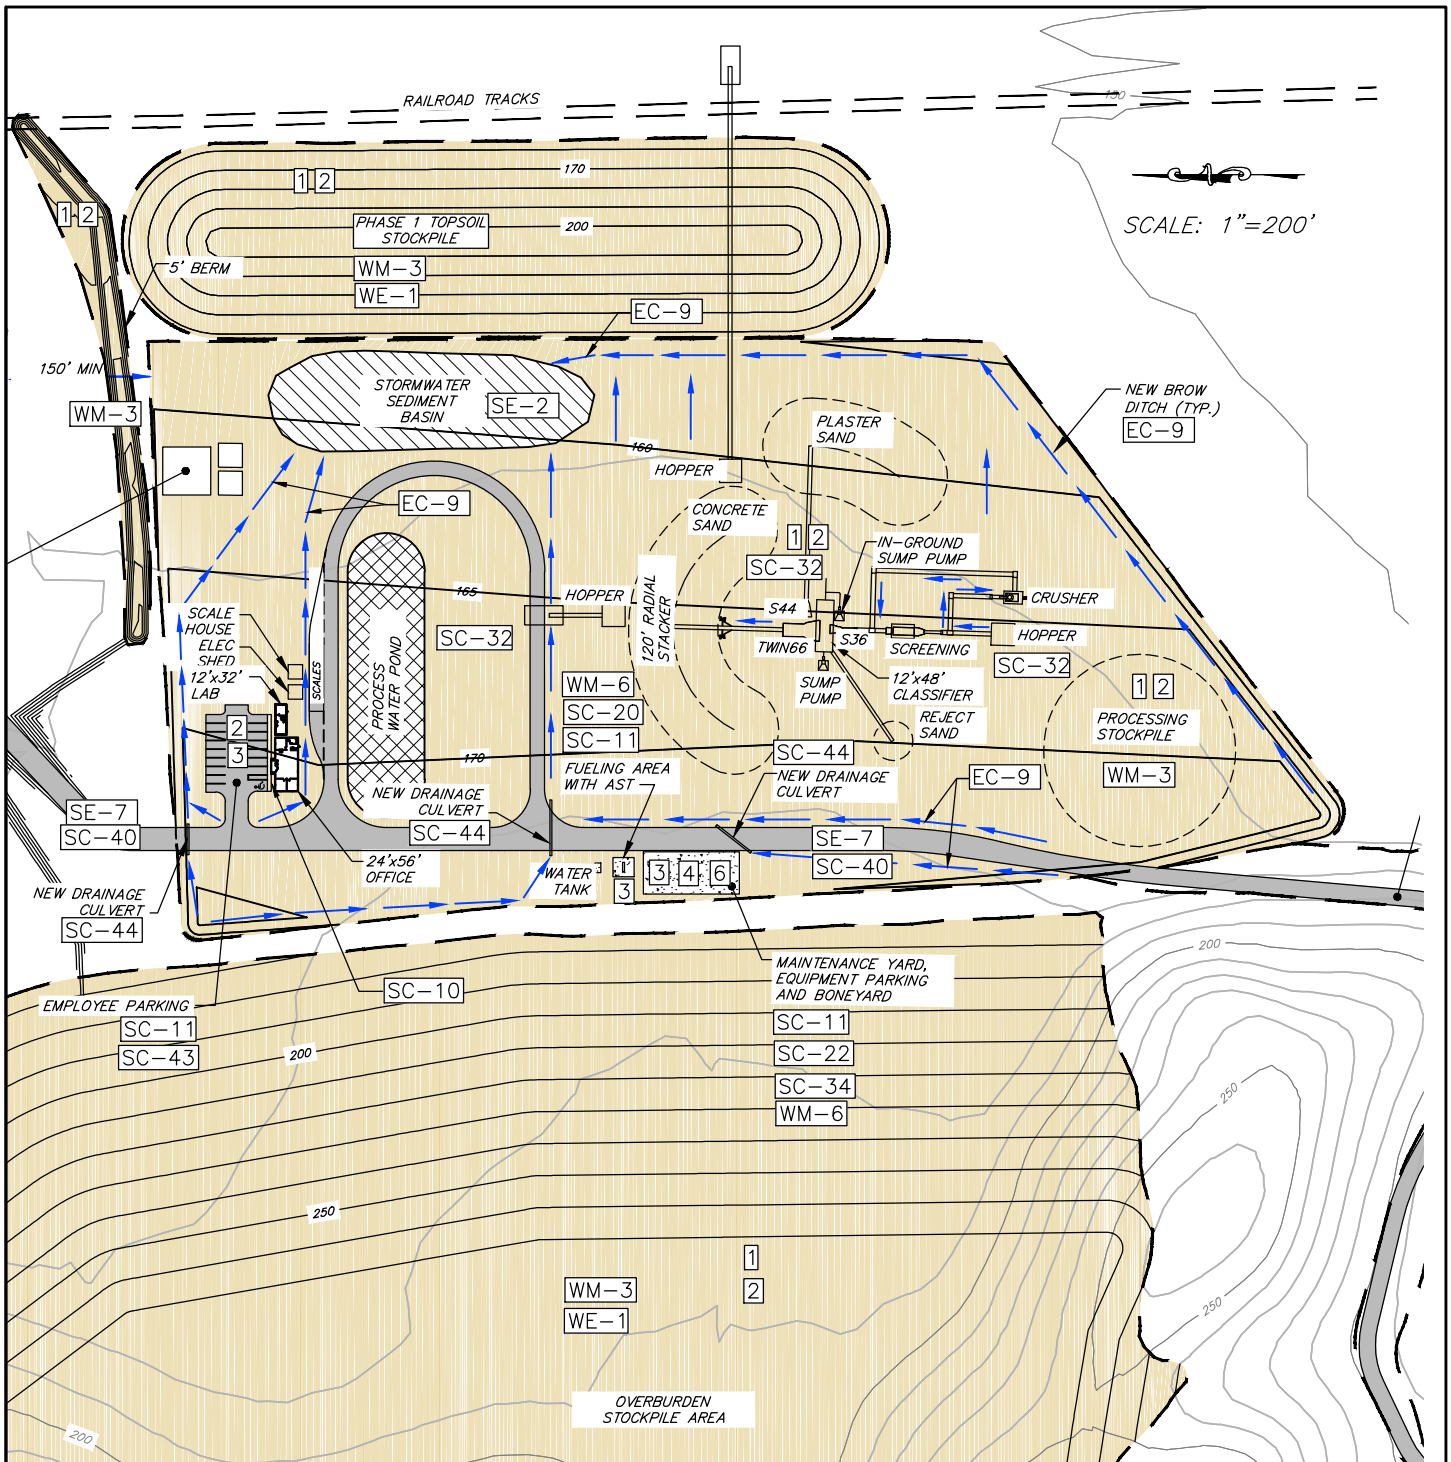 RAILROAD TRACKS
150
SCALE: 1"=200'
170
1 2
1 2
PHASE 1 TOPSOIL
STOCKPILE
200
5' BERM
WM-3
WE-1
EC-9
150' MIN
WM-3
STORMWATER
SEDIMENT
BASIN
SE-2
NEW BROW
DITCH (TYP.)
EC-9
PLASTER
SAND
160
HOPPER
EC-9
CONCRETE
SAND
1 2
SC-32
IN-GROUND
SUMP PUMP
165
HOPPER
120' RADIAL
STACKER
S44
CRUSHER
SCALE
HOUSE
ELEC
SHED
12'x32'
LAB
SCALES
PROCESS
WATER POND
SC-32
TWIN66
S36
SCREENING
HOPPER
SC-32
WM-6
SC-20
SC-11
SUMP
PUMP
12'x48'
CLASSIFIER
1 2
REJECT
SAND
PROCESSING
STOCKPILE
WM-3
2
3
170
SC-44
FUELING AREA
WITH AST
NEW DRAINAGE
CULVERT
EC-9
NEW DRAINAGE
CULVERT
SC-44
SE-7
SC-40
SE-7
SC-40
24'x56'
OFFICE
WATER
TANK
3
3 4 6
NEW DRAINAGE
CULVERT
SC-44
EMPLOYEE PARKING
SC-11
SC-43
SC-10
MAINTENANCE YARD,
EQUIPMENT PARKING
AND BONEYARD
SC-11
SC-22
SC-34
WM-6
200
200
250
250
250
1
2
WM-3
WE-1
OVERBURDEN
STOCKPILE AREA
200